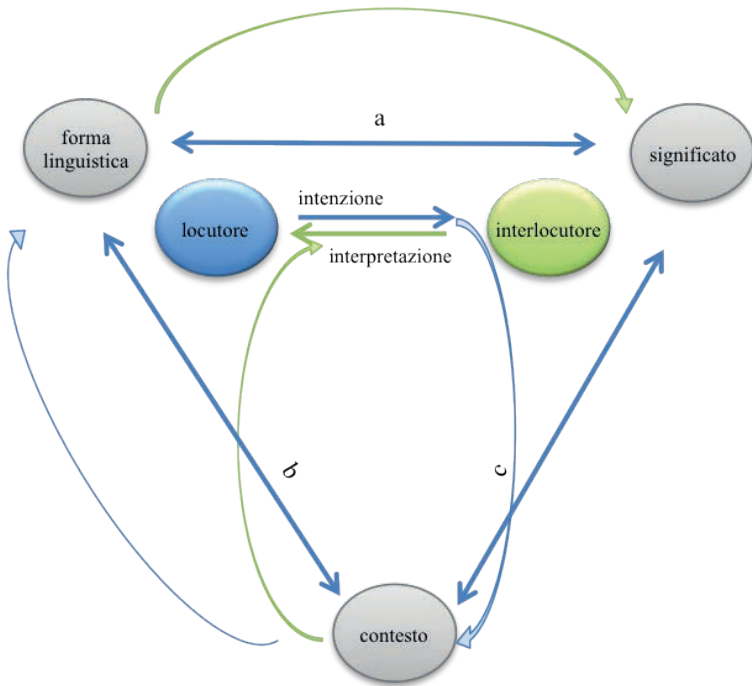 a
forma
linguistica
significato
intenzione
locutore
interlocutore
interpretazione
b
c
contesto